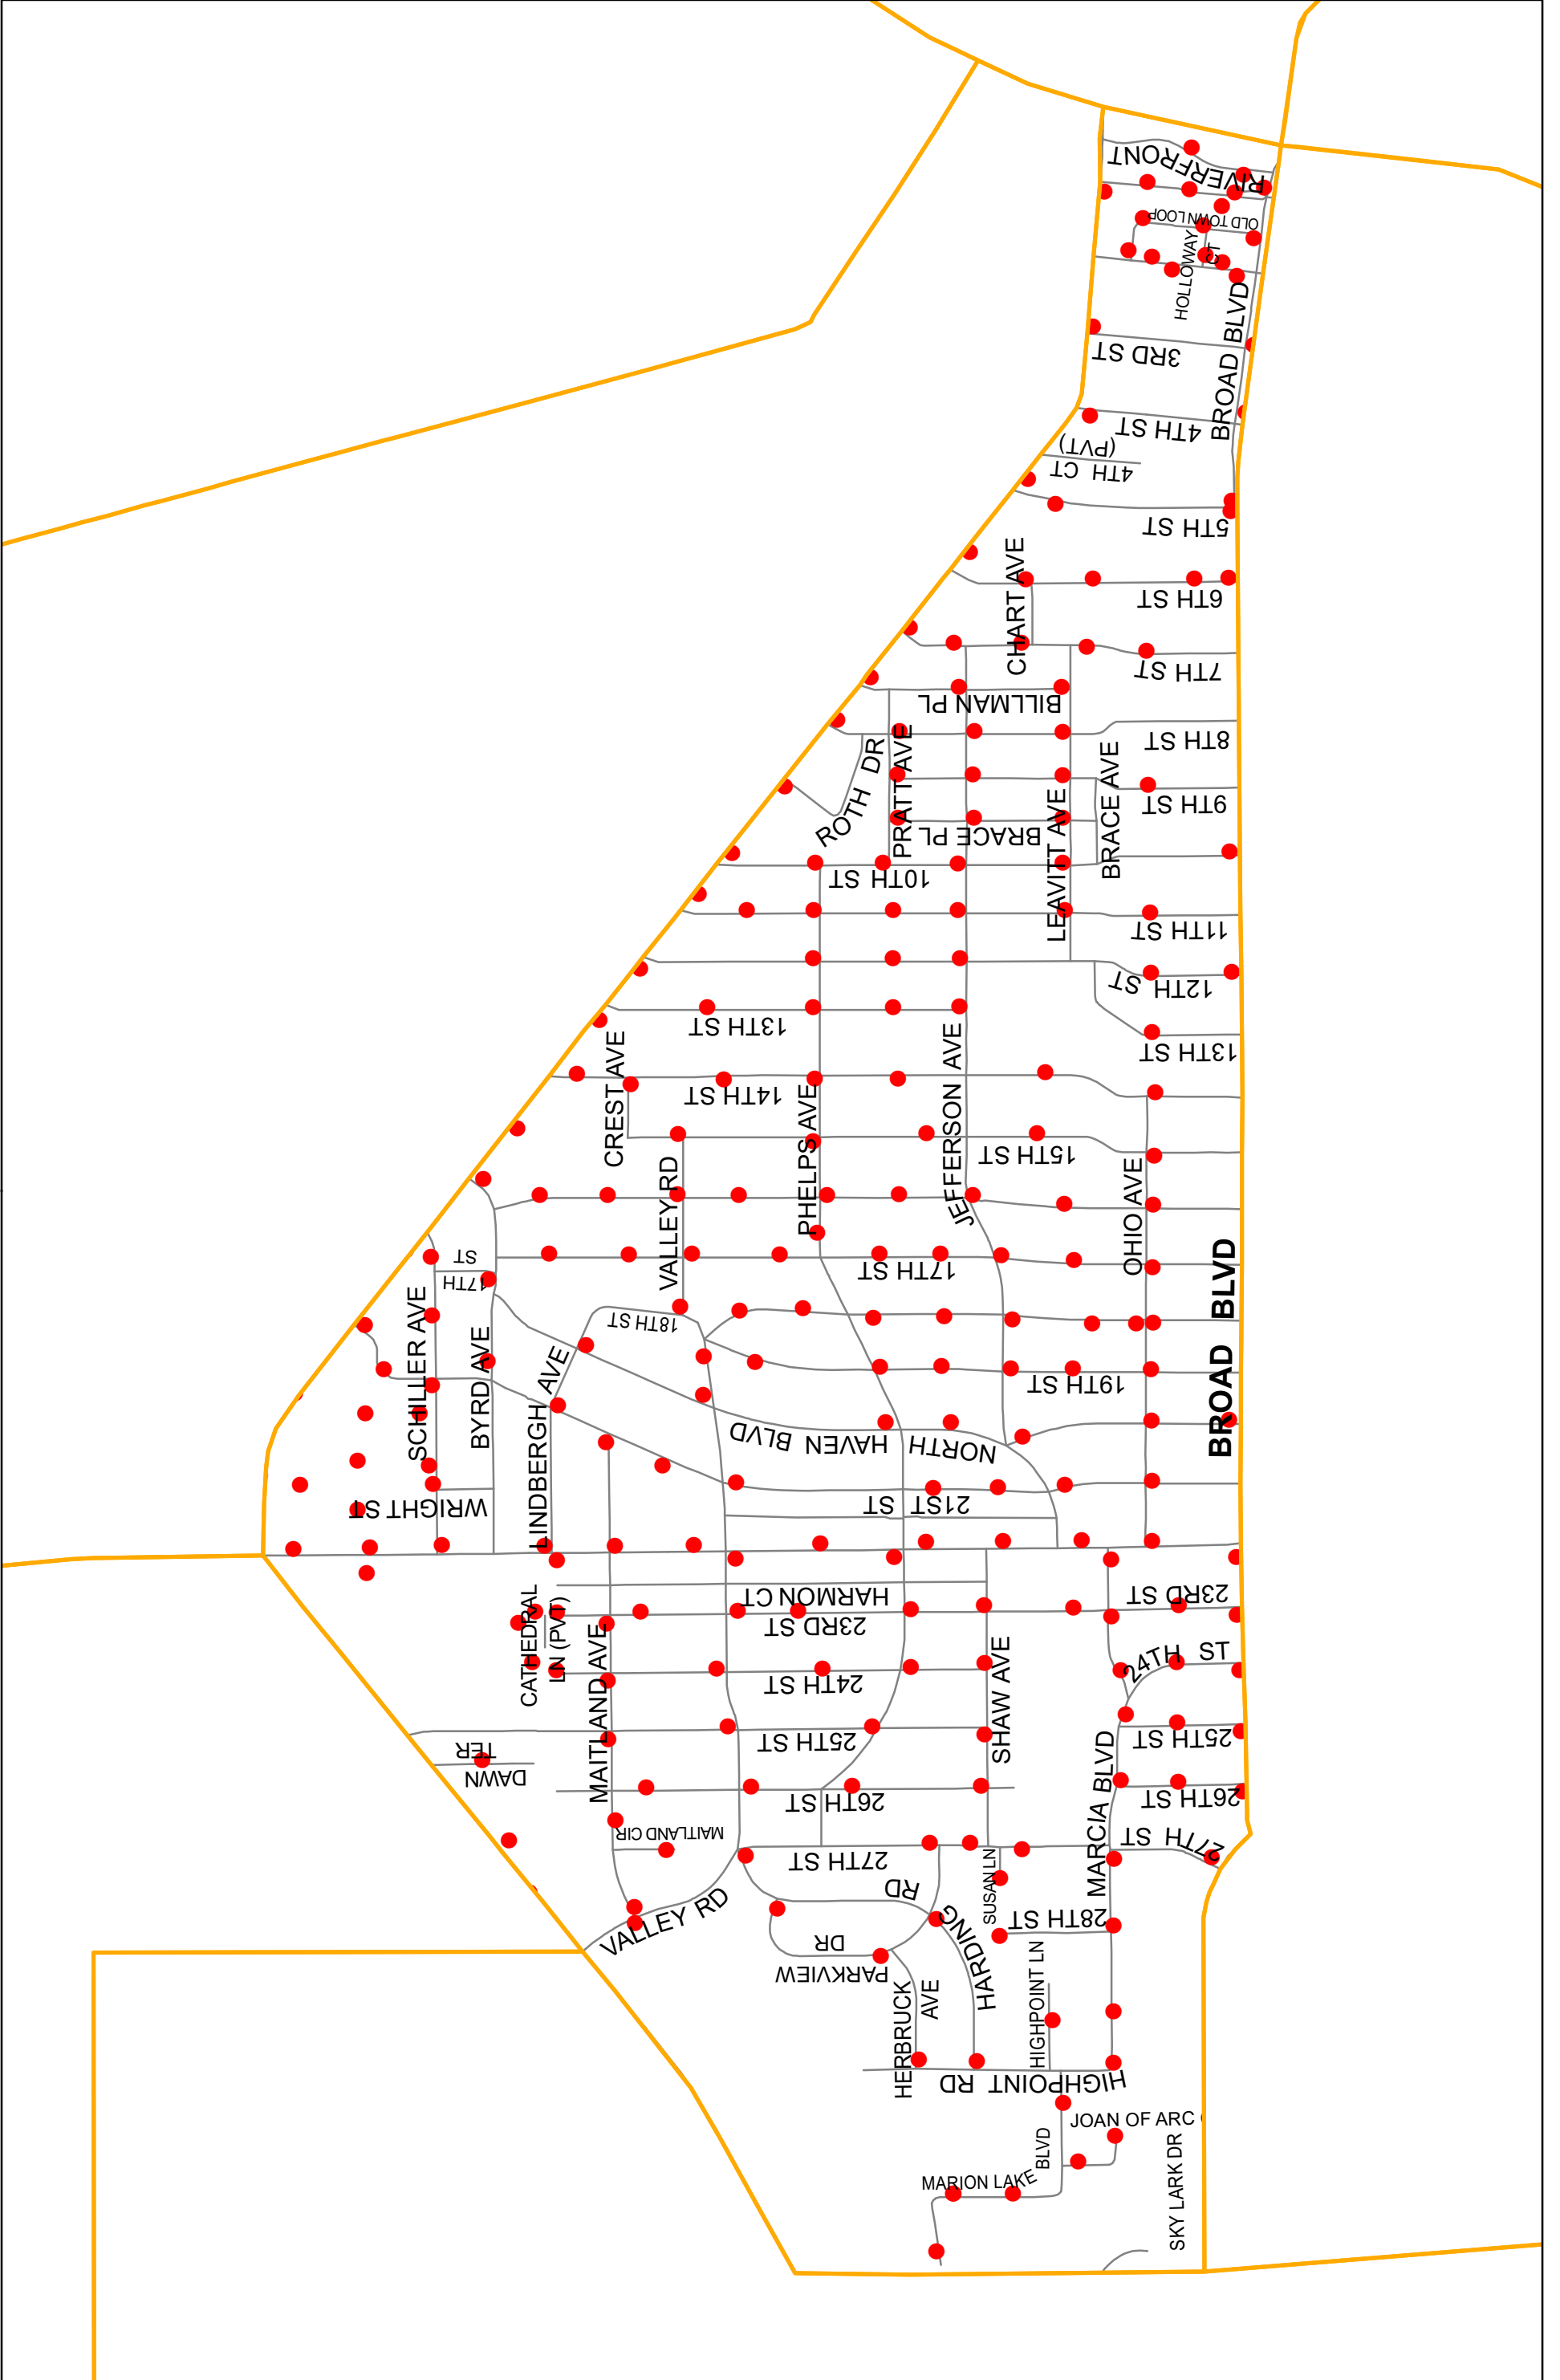 RIVERFRONT
OLD TOWN LOOP
HOLLOWAY
CT
BROAD BLVD
3RD ST
4TH ST
4TH CT
(PVT)
5TH ST
CHART AVE
6TH ST
7TH ST
BILLMAN PL
8TH ST
ROTH DR
PRATT AVE
BRACE AVE
9TH ST
LEAVITT AVE
BRACE PL
10TH ST
11TH ST
12TH ST
13TH ST
13TH ST
CREST AVE
JEFFERSON AVE
14TH ST
PHELPS AVE
15TH ST
VALLEY RD
OHIO AVE
17TH
ST
17TH ST
BROAD BLVD
SCHILLER AVE
18TH ST
BYRD AVE
LINDBERGH AVE
19TH ST
NORTH HAVEN BLVD
WRIGHT ST
21ST ST
HARMON CT
23RD ST
23RD ST
CATHEDRAL
LN (PVT)
MAITLAND AVE
SHAW AVE
24TH ST
24TH ST
25TH ST
25TH ST
DAWN
TER
MARCIA BLVD
26TH ST
26TH ST
MAITLAND CIR
27TH ST
27TH ST
SUSAN LN
HARDING
RD
VALLEY RD
28TH ST
PARKVIEW
DR
HERBRUCK
AVE
HIGHPOINT LN
HIGHPOINT RD
JOAN OF ARC
MARION LAKE
BLVD
SKY LARK DR